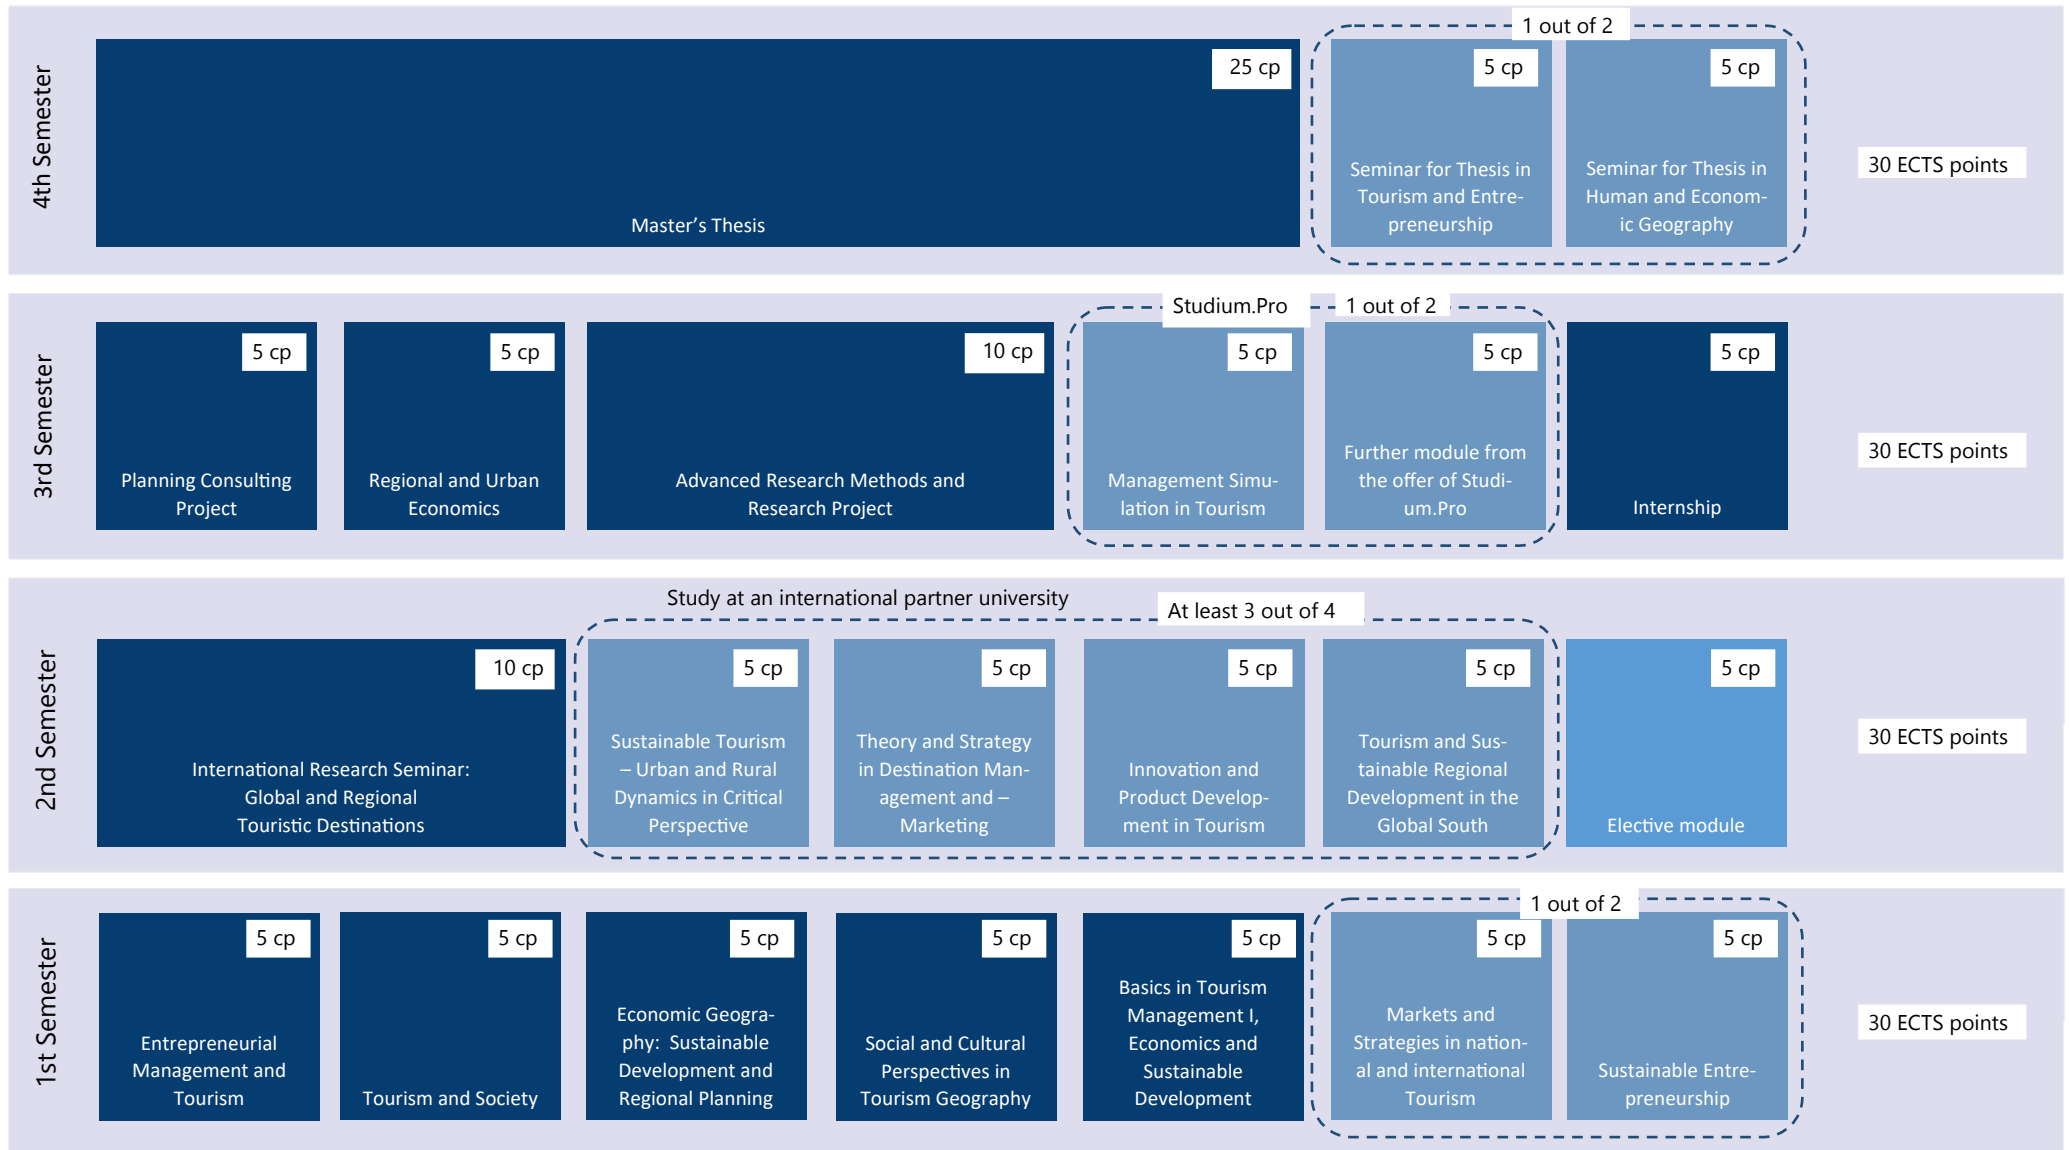 4th Semester
1 out of 2
25 cp
5 cp
5 cp
Master's Thesis
Seminar for Thesis in
Tourism and Entre-
preneurship
Seminar for Thesis in
Human and Econom-
ic Geography
30 ECTS points
3rd Semester
Studium.Pro
1 out of 2
5 cp
5 cp
10 cp
5 cp
5 cp
5 cp
Planning Consulting
Project
Regional and Urban
Economics
Advanced Research Methods and
Research Project
Management Simu-
lation in Tourism
Further module from
the offer of Studi-
um.Pro
Internship
30 ECTS points
2nd Semester
Study at an international partner university
At least 3 out of 4
10 cp
5 cp
5 cp
5 cp
5 cp
5 cp
International Research Seminar:
Global and Regional
Touristic Destinations
Sustainable Tourism
– Urban and Rural
Dynamics in Critical
Perspective
Theory and Strategy
in Destination Man-
agement and –
Marketing
Innovation and
Product Develop-
ment in Tourism
Tourism and Sus-
tainable Regional
Development in the
Global South
Elective module
30 ECTS points
1st Semester
1 out of 2
5 cp
5 cp
5 cp
5 cp
5 cp
5 cp
5 cp
Entrepreneurial
Management and
Tourism
Tourism and Society
Economic Geogra-
phy:  Sustainable
Development and
Regional Planning
Social and Cultural
Perspectives in
Tourism Geography
Basics in Tourism
Management I,
Economics and
Sustainable
Development
Markets and
Strategies in nation-
al and international
Tourism
Sustainable Entre-
preneurship
30 ECTS points